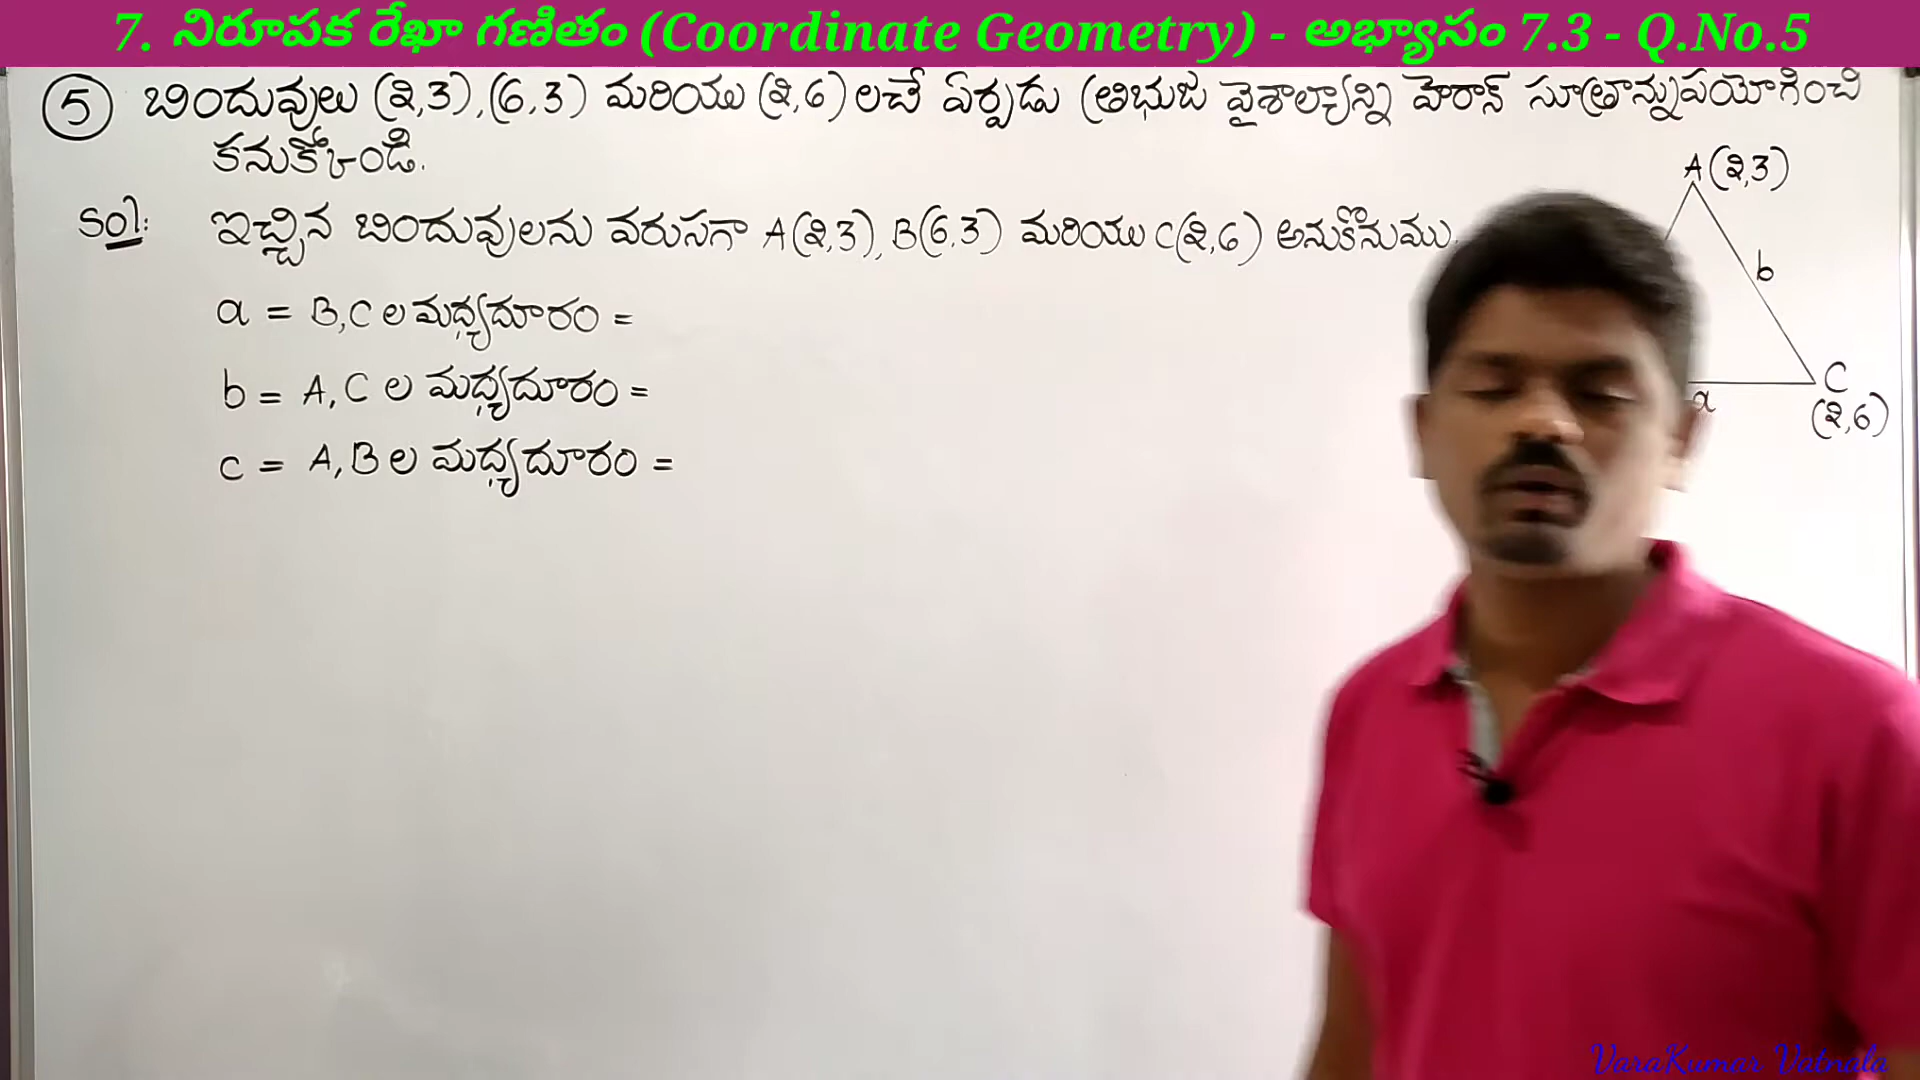 7. నిరూపక రేఖా గణితం (Coordinate Geometry) - అభ్యాసం 7.3 - Q.No.5
5 బిందువులు (2,3), (6,3) మరియు (2,6) లచే ఏర్పడు త్రిభుజ వైశాల్యాన్ని హెరాన్ సూత్రాన్నుపయోగించి
కనుక్కోండి.
Sol: ఇచ్చిన బిందువులను వరుసగా A(2,3), B(6,3) మరియు C(2,6) అనుకొనుము.
a = B,C ల మధ్యదూరం =
b = A,C ల మధ్యదూరం =
c = A,B ల మధ్యదూరం =
A(2,3)
b
C
a
(2,6)
VaraKumar Vatnala